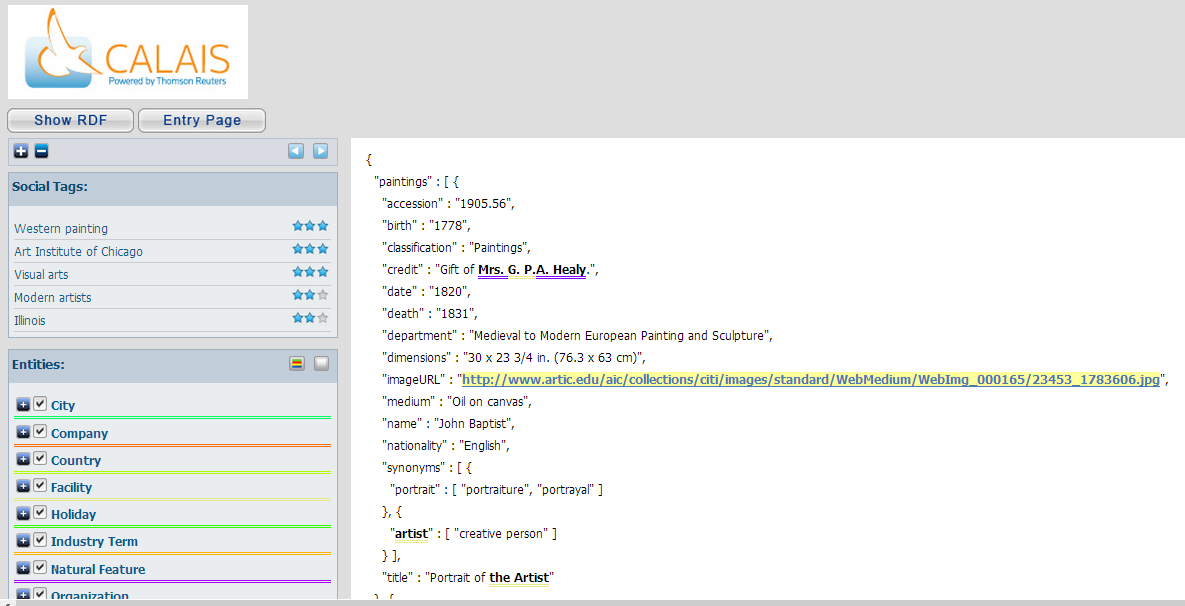 CALAIS
Powered by Thomson Reuters
Show RDF
Entry Page
Social Tags:
Western painting
Art Institute of Chicago
Visual arts
Modern artists
Illinois
Entities:
City
Company
Country
Facility
Holiday
Industry Term
Natural Feature
Organization
{
"paintings" : [ {
"accession" : "1905.56",
"birth" : "1778",
"classification" : "Paintings",
"credit" : "Gift of Mrs. G. P.A. Healy.",
"date" : "1820",
"death" : "1831",
"department" : "Medieval to Modern European Painting and Sculpture",
"dimensions" : "30 x 23 3/4 in. (76.3 x 63 cm)",
"imageURL" : "http://www.artic.edu/aic/collections/citi/images/standard/WebMedium/WebImg_000165/23453_1783606.jpg",
"medium" : "Oil on canvas",
"name" : "John Baptist",
"nationality" : "English",
"synonyms" : [ {
"portrait" : [ "portraiture", "portrayal" ]
}, {
"artist" : [ "creative person" ]
} ],
"title" : "Portrait of the Artist"
}, {